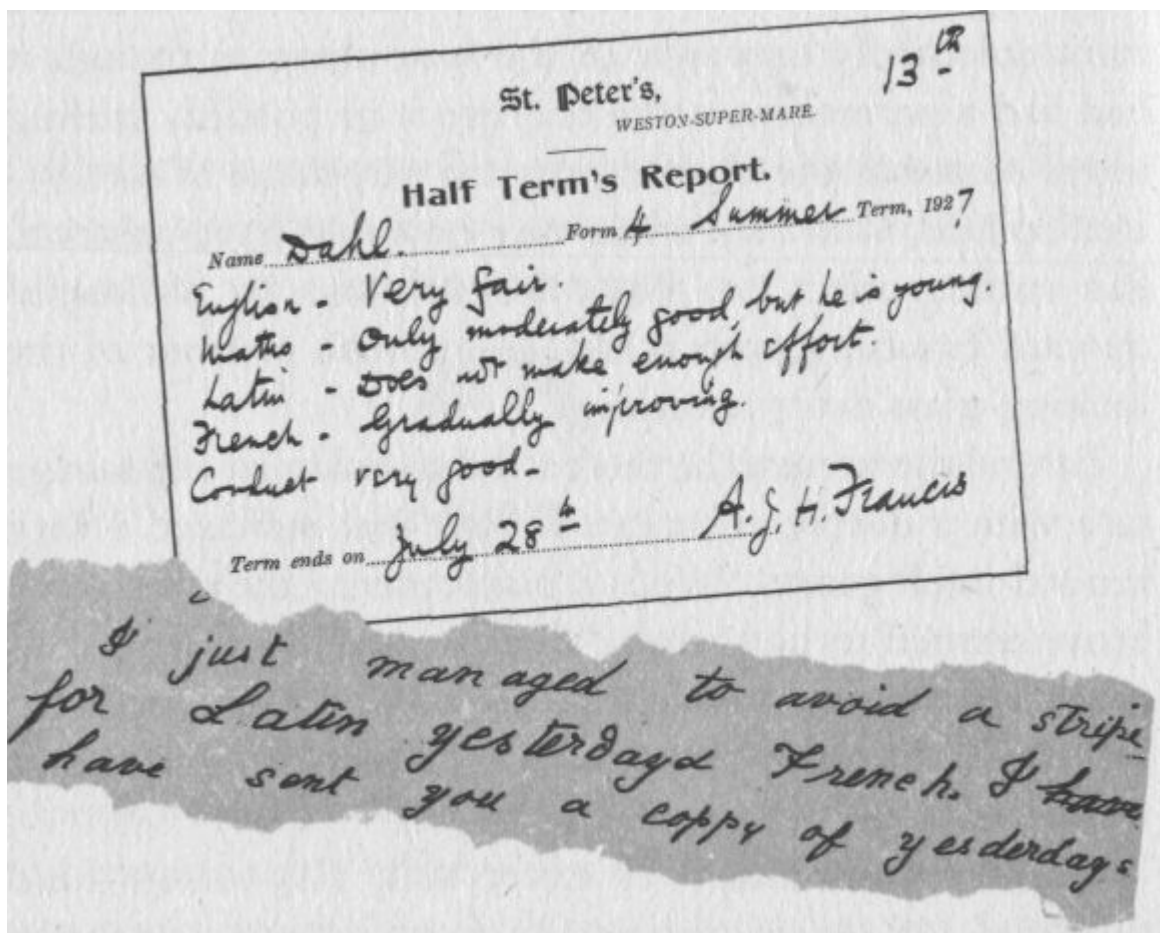 13th
St. Peter's,
WESTON-SUPER-MARE.
Half Term's Report.
Name Dahl. Form 4 Summer Term, 1927
English - Very fair
Maths - Only moderately good, but he is young.
Latin - Does not make enough effort.
French - Gradually improving.
Conduct very good.
Term ends on July 28th A. J. H. Francis
I just managed to avoid a stripe
for Latin yesterday & French. I have
have sent you a coppy of yesderdays